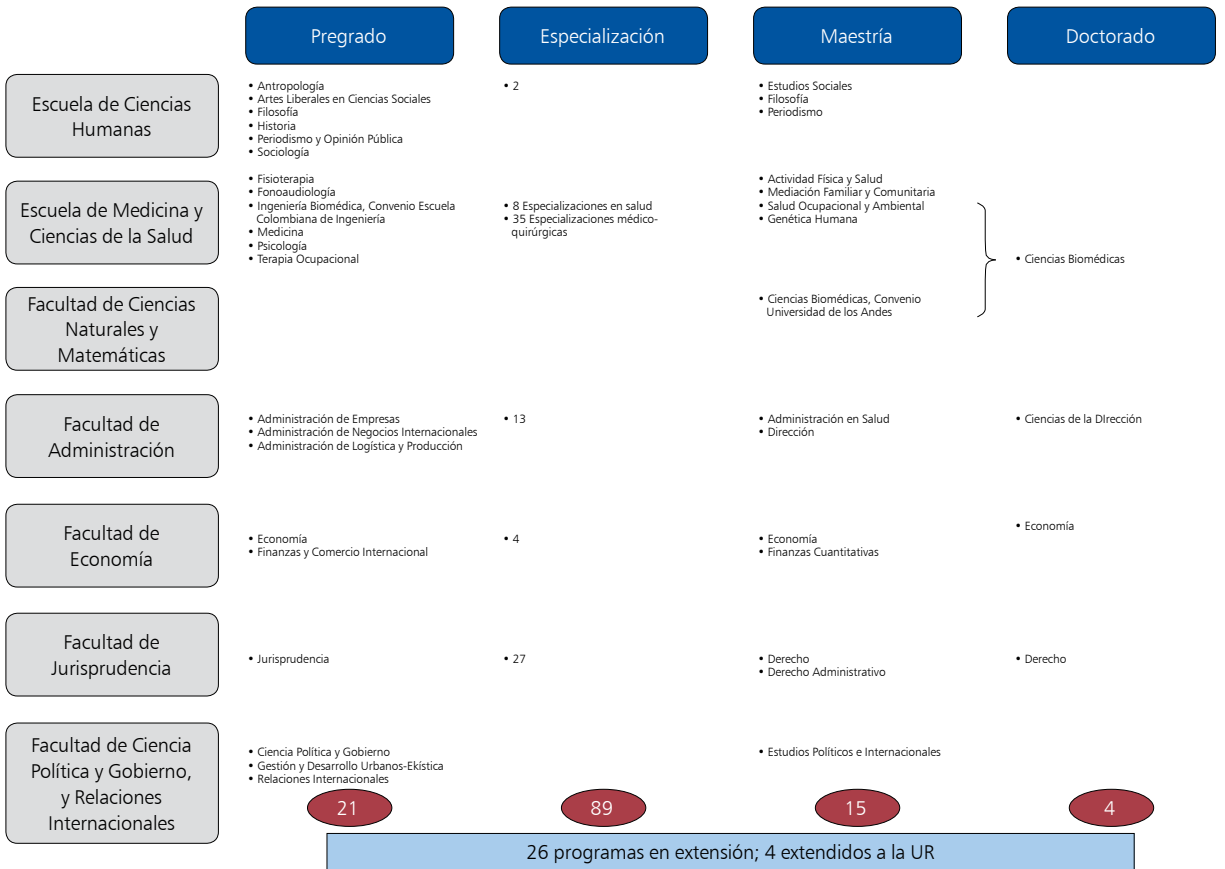 Pregrado
Especialización
Maestría
Doctorado
Escuela de Ciencias
Humanas
• Antropología
• Artes Liberales en Ciencias Sociales
• Filosofía
• Historia
• Periodismo y Opinión Pública
• Sociología
• 2
• Estudios Sociales
• Filosofía
• Periodismo
Escuela de Medicina y
Ciencias de la Salud
• Fisioterapia
• Fonoaudiología
• Ingeniería Biomédica, Convenio Escuela
Colombiana de Ingeniería
• Medicina
• Psicología
• Terapia Ocupacional
• 8 Especializaciones en salud
• 35 Especializaciones médico-
quirúrgicas
• Actividad Física y Salud
• Mediación Familiar y Comunitaria
• Salud Ocupacional y Ambiental
• Genética Humana
• Ciencias Biomédicas
Facultad de Ciencias
Naturales y
Matemáticas
• Ciencias Biomédicas, Convenio
Universidad de los Andes
Facultad de
Administración
• Administración de Empresas
• Administración de Negocios Internacionales
• Administración de Logística y Producción
• 13
• Administración en Salud
• Dirección
• Ciencias de la DIrección
Facultad de
Economía
• Economía
• Finanzas y Comercio Internacional
• 4
• Economía
• Finanzas Cuantitativas
• Economía
Facultad de
Jurisprudencia
• Jurisprudencia
• 27
• Derecho
• Derecho Administrativo
• Derecho
Facultad de Ciencia
Política y Gobierno,
y Relaciones
Internacionales
• Ciencia Política y Gobierno
• Gestión y Desarrollo Urbanos-Ekística
• Relaciones Internacionales
• Estudios Políticos e Internacionales
21
89
15
4
26 programas en extensión; 4 extendidos a la UR